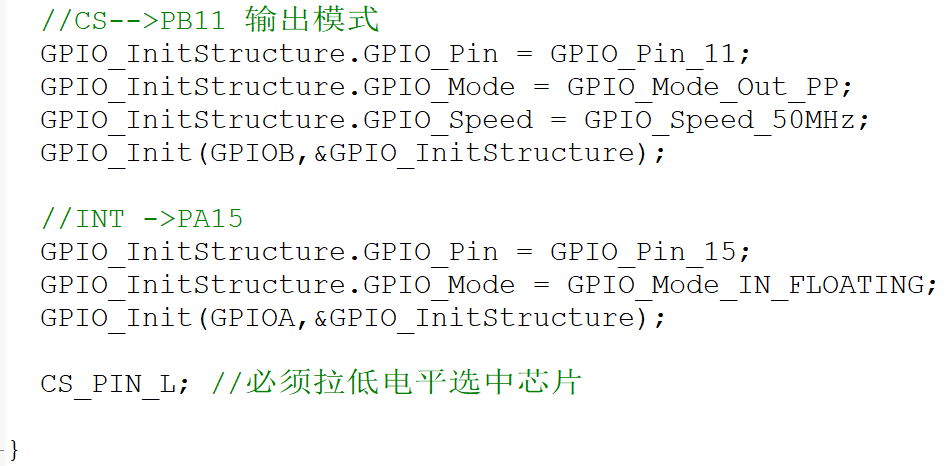 //CS-->PB11 输出模式
GPIO_InitStructure.GPIO_Pin = GPIO_Pin_11;
GPIO_InitStructure.GPIO_Mode = GPIO_Mode_Out_PP;
GPIO_InitStructure.GPIO_Speed = GPIO_Speed_50MHz;
GPIO_Init(GPIOB,&GPIO_InitStructure);
//INT ->PA15
GPIO_InitStructure.GPIO_Pin = GPIO_Pin_15;
GPIO_InitStructure.GPIO_Mode = GPIO_Mode_IN_FLOATING;
GPIO_Init(GPIOA,&GPIO_InitStructure);
CS_PIN_L; //必须拉低电平选中芯片
}